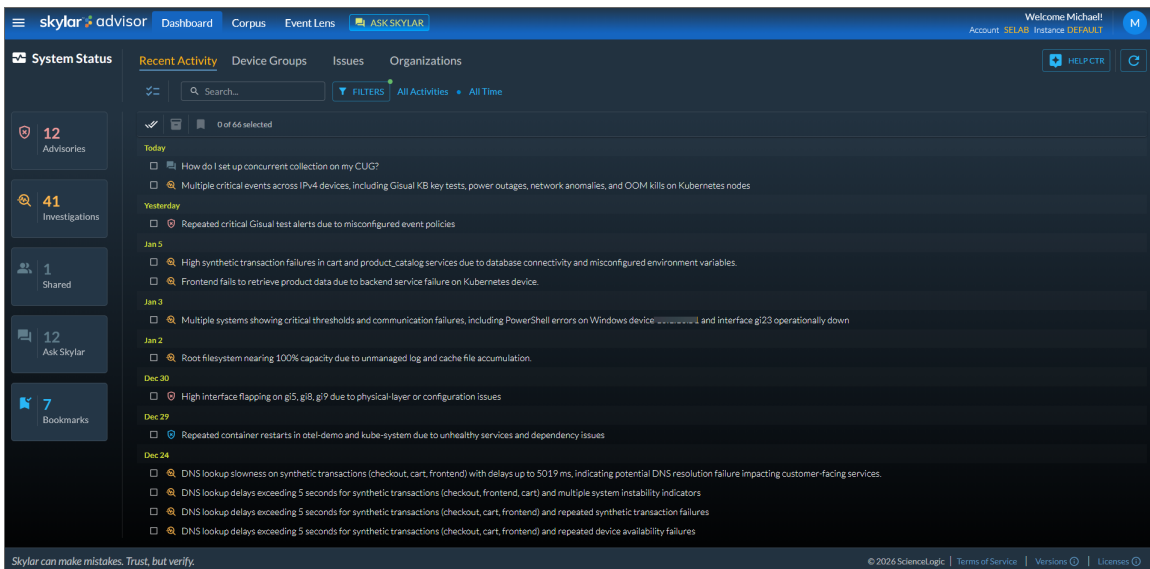 skylar advisor Dashboard Corpus Event Lens ASK SKYLAR
Welcome Michael!
Account SELAB Instance DEFAULT
M
System Status
Recent Activity Device Groups Issues Organizations
HELP CTR
Search...
FILTERS All Activities • All Time
12
Advisories
41
Investigations
1
Shared
12
Ask Skylar
7
Bookmarks
0 of 66 selected
Today
How do I set up concurrent collection on my CUG?
Multiple critical events across IPv4 devices, including Gisual KB key tests, power outages, network anomalies, and OOM kills on Kubernetes nodes
Yesterday
Repeated critical Gisual test alerts due to misconfigured event policies
Jan 5
High synthetic transaction failures in cart and product_catalog services due to database connectivity and misconfigured environment variables.
Frontend fails to retrieve product data due to backend service failure on Kubernetes device.
Jan 3
Multiple systems showing critical thresholds and communication failures, including PowerShell errors on Windows device and interface gi23 operationally down
Jan 2
Root filesystem nearing 100% capacity due to unmanaged log and cache file accumulation.
Dec 30
High interface flapping on gi5, gi8, gi9 due to physical-layer or configuration issues
Dec 29
Repeated container restarts in otel-demo and kube-system due to unhealthy services and dependency issues
Dec 24
DNS lookup slowness on synthetic transactions (checkout, cart, frontend) with delays up to 5019 ms, indicating potential DNS resolution failure impacting customer-facing services.
DNS lookup delays exceeding 5 seconds for synthetic transactions (checkout, frontend, cart) and multiple system instability indicators
DNS lookup delays exceeding 5 seconds for synthetic transactions (checkout, cart, frontend) and repeated synthetic transaction failures
DNS lookup delays exceeding 5 seconds for synthetic transactions (checkout, cart, frontend) and repeated device availability failures
Skylar can make mistakes. Trust, but verify.
© 2026 ScienceLogic | Terms of Service | Versions | Licenses